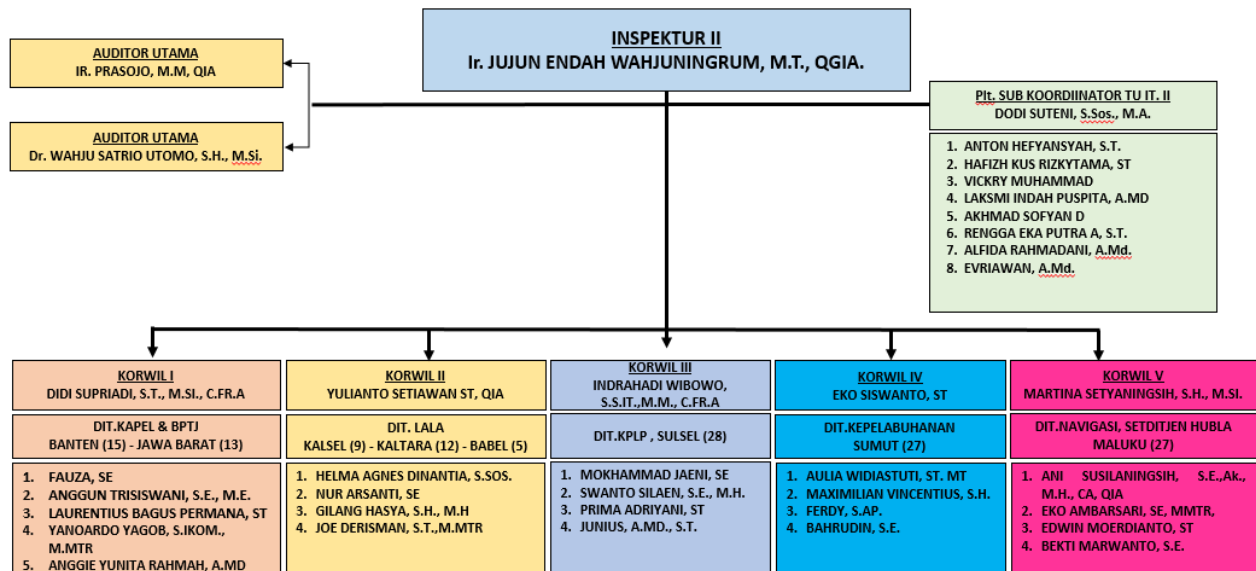 INSPEKTUR II
Ir. JUJUN ENDAH WAHJUNINGRUM, M.T., QGIA.
AUDITOR UTAMA
IR. PRASOJO, M.M, QIA
AUDITOR UTAMA
Dr. WAHJU SATRIO UTOMO, S.H., M.Si.
Plt. SUB KOORDIINATOR TU IT. II
DODI SUTENI, S.Sos., M.A.
1. ANTON HEFYANSYAH, S.T.
2. HAFIZH KUS RIZKYTAMA, ST
3. VICKRY MUHAMMAD
4. LAKSMI INDAH PUSPITA, A.MD
5. AKHMAD SOFYAN D
6. RENGGA EKA PUTRA A, S.T.
7. ALFIDA RAHMADANI, A.Md.
8. EVRIAWAN, A.Md.
KORWIL I
DIDI SUPRIADI, S.T., M.SI., C.FR.A
DIT.KAPEL & BPTJ
BANTEN (15) - JAWA BARAT (13)
1. FAUZA, SE
2. ANGGUN TRISISWANI, S.E., M.E.
3. LAURENTIUS BAGUS PERMANA, ST
4. YANOARDO YAGOB, S.IKOM.,
M.MTR
5. ANGGIE YUNITA RAHMAH, A.MD
KORWIL II
YULIANTO SETIAWAN ST, QIA
DIT. LALA
KALSEL (9) - KALTARA (12) - BABEL (5)
1. HELMA AGNES DINANTIA, S.SOS.
2. NUR ARSANTI, SE
3. GILANG HASYA, S.H., M.H
4. JOE DERISMAN, S.T.,M.MTR
KORWIL III
INDRAHADI WIBOWO,
S.S.IT.,M.M., C.FR.A
DIT.KPLP , SULSEL (28)
1. MOKHAMMAD JAENI, SE
2. SWANTO SILAEN, S.E., M.H.
3. PRIMA ADRIYANI, ST
4. JUNIUS, A.MD., S.T.
KORWIL IV
EKO SISWANTO, ST
DIT.KEPELABUHANAN
SUMUT (27)
1. AULIA WIDIASTUTI, ST. MT
2. MAXIMILIAN VINCENTIUS, S.H.
3. FERDY, S.AP.
4. BAHRUDIN, S.E.
KORWIL V
MARTINA SETYANINGSIH, S.H., M.SI.
DIT.NAVIGASI, SETDITJEN HUBLA
MALUKU (27)
1. ANI SUSILANINGSIH, S.E.,Ak.,
M.H., CA, QIA
2. EKO AMBARSARI, SE, MMTR,
3. EDWIN MOERDIANTO, ST
4. BEKTI MARWANTO, S.E.